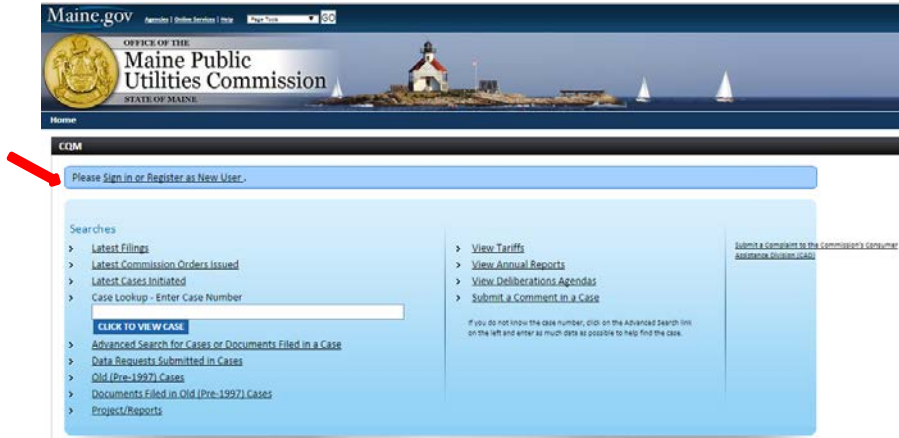 Maine.gov Agencies | Online Services | Help Page Tools GO
OFFICE OF THE
Maine Public
Utilities Commission
STATE OF MAINE
Home
CQM
Please Sign in or Register as New User .
Searches
Latest Filings
Latest Commission Orders Issued
Latest Cases Initiated
Case Lookup - Enter Case Number
CLICK TO VIEW CASE
Advanced Search for Cases or Documents Filed in a Case
Data Requests Submitted in Cases
Old (Pre-1997) Cases
Documents Filed in Old (Pre-1997) Cases
Project/Reports
View Tariffs
View Annual Reports
View Deliberations Agendas
Submit a Comment in a Case
If you do not know the case number, click on the Advanced Search link
on the left and enter as much data as possible to help find the case.
Submit a Complaint to the Commission's Consumer
Assistance Division (CAD)